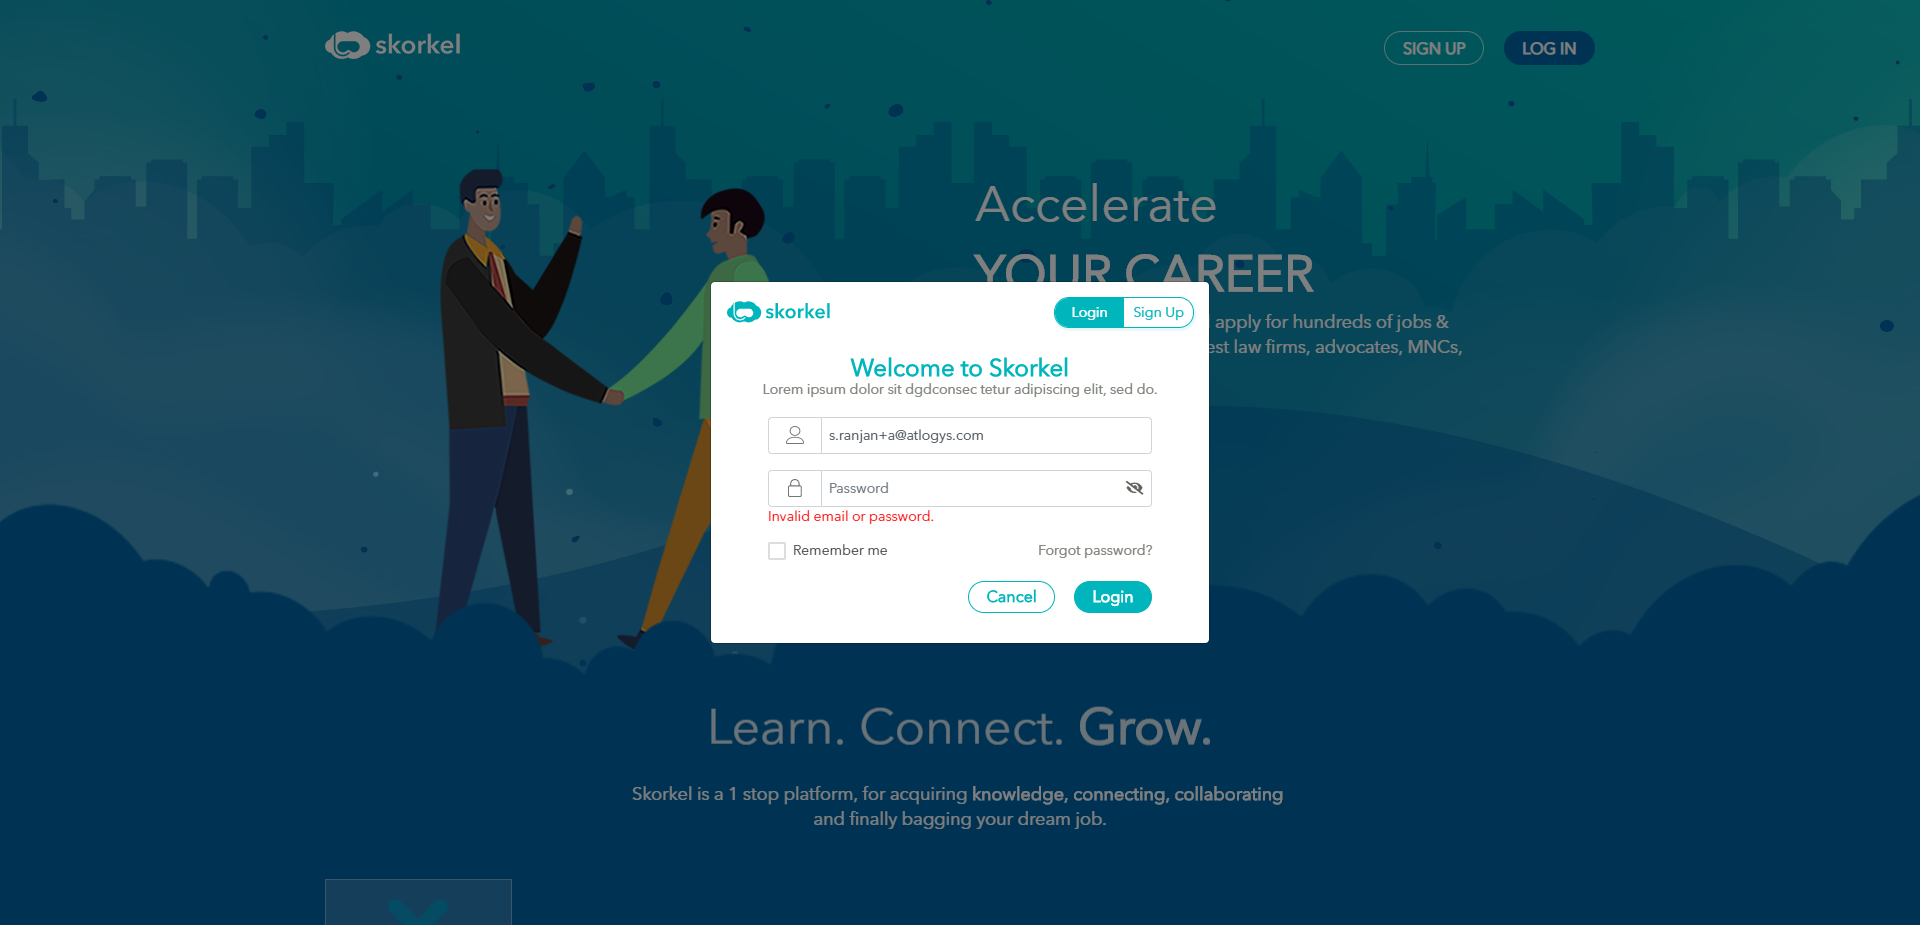 skorkel
SIGN UP
LOG IN
Accelerate
YOUR CAREER
apply for hundreds of jobs &
law firms, advocates, MNCs,
skorkel
Login
Sign Up
Welcome to Skorkel
Lorem ipsum dolor sit dgdconsec tetur adipiscing elit, sed do.
s.ranjan+a@atlogys.com
Password
Invalid email or password.
Remember me
Forgot password?
Cancel
Login
Learn. Connect. Grow.
Skorkel is a 1 stop platform, for acquiring knowledge, connecting, collaborating
and finally bagging your dream job.